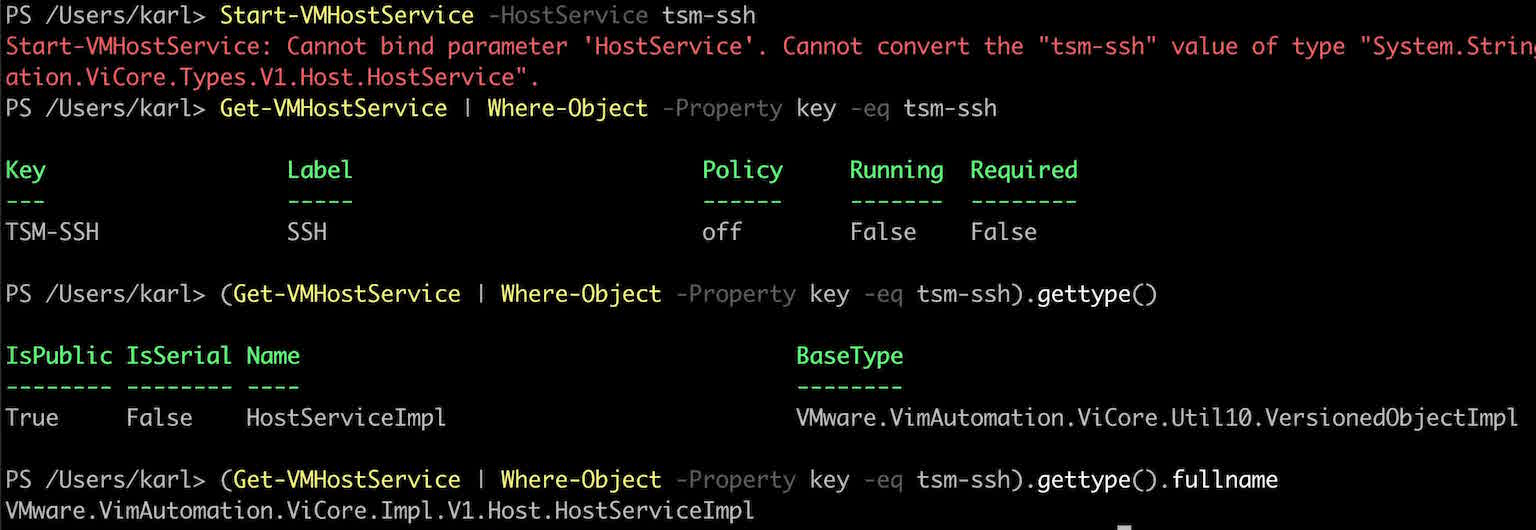 PS /Users/karl> Start-VMHostService -HostService tsm-ssh
Start-VMHostService: Cannot bind parameter 'HostService'. Cannot convert the "tsm-ssh" value of type "System.String
ation.ViCore.Types.V1.Host.HostService".
PS /Users/karl> Get-VMHostService | Where-Object -Property key -eq tsm-ssh
Key Label Policy Running Required
--- ----- ------ ------- --------
TSM-SSH SSH off False False
PS /Users/karl> (Get-VMHostService | Where-Object -Property key -eq tsm-ssh).gettype()
IsPublic IsSerial Name BaseType
-------- -------- ---- --------
True False HostServiceImpl VMware.VimAutomation.ViCore.Util10.VersionedObjectImpl
PS /Users/karl> (Get-VMHostService | Where-Object -Property key -eq tsm-ssh).gettype().fullname
VMware.VimAutomation.ViCore.Impl.V1.Host.HostServiceImpl